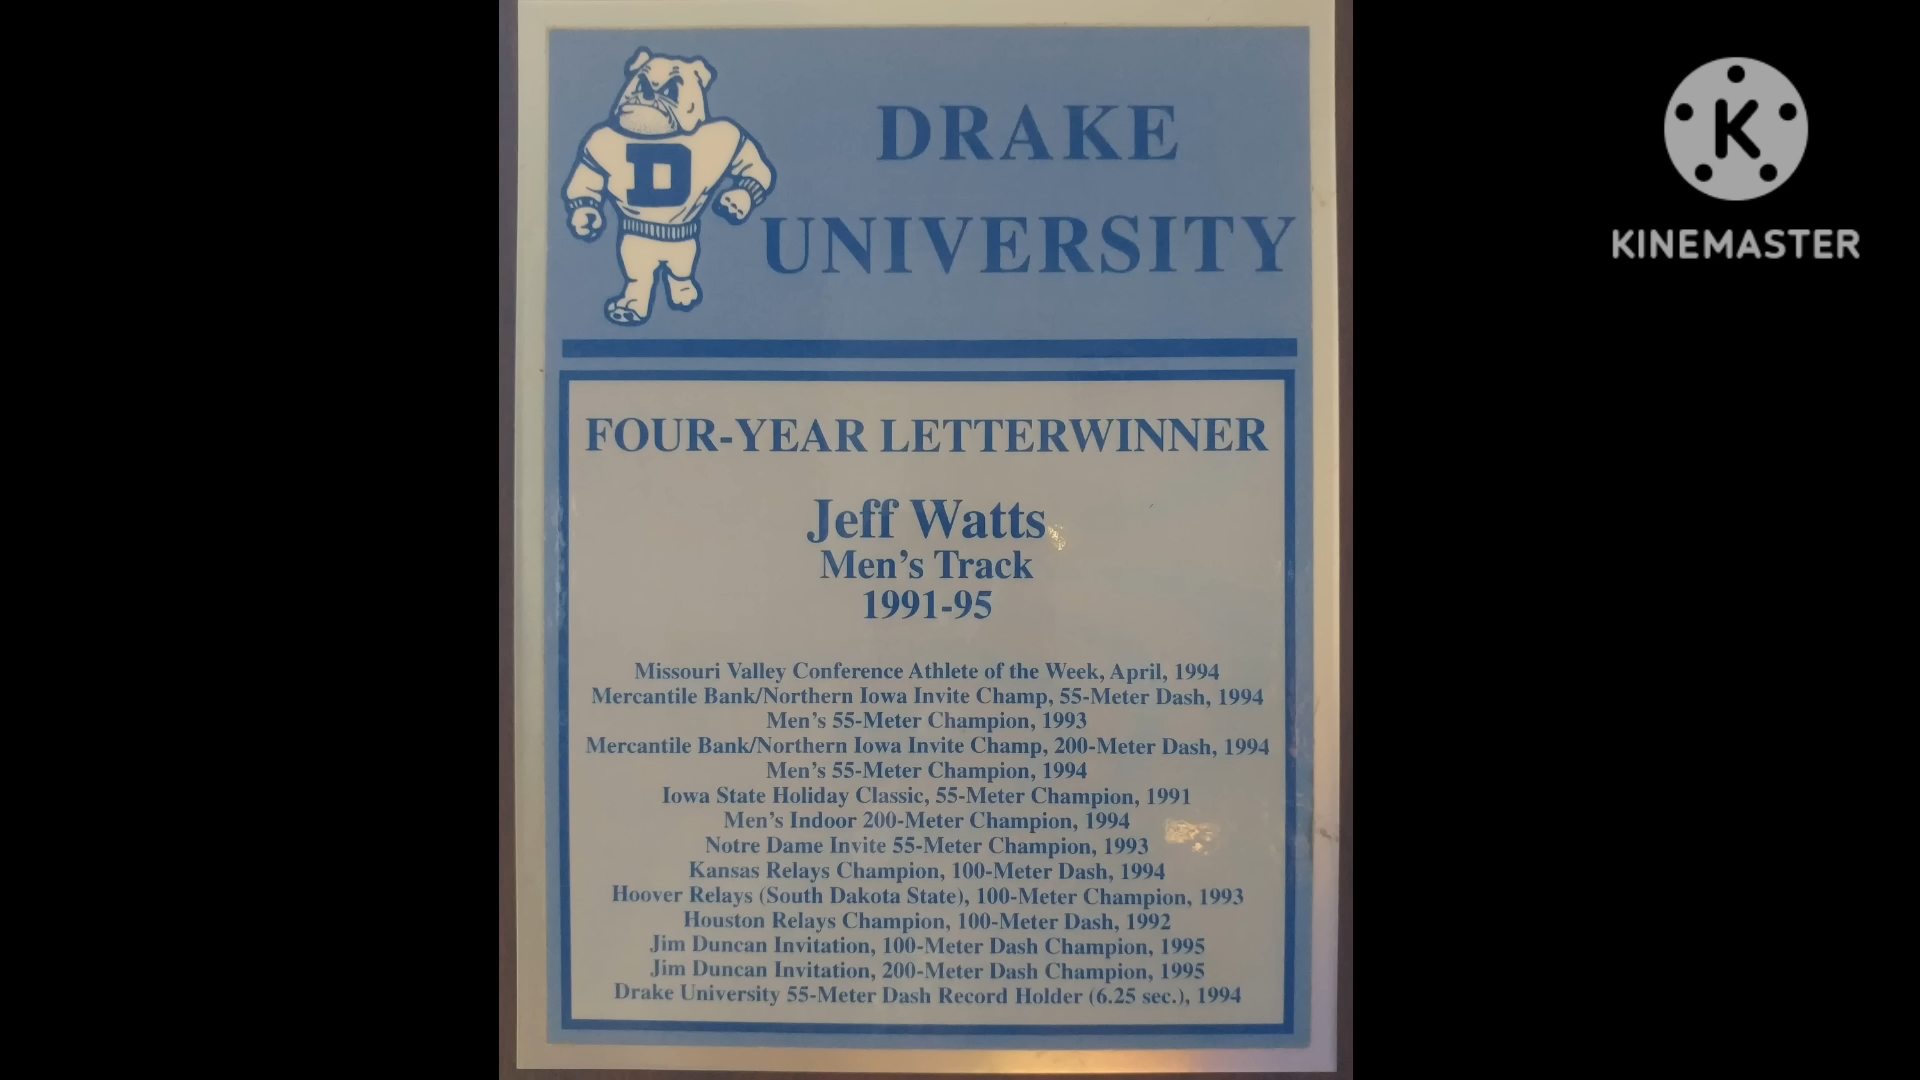 DRAKE
UNIVERSITY
D
FOUR-YEAR LETTERWINNER
Jeff Watts
Men's Track
1991-95
Missouri Valley Conference Athlete of the Week, April, 1994
Mercantile Bank/Northern Iowa Invite Champ, 55-Meter Dash, 1994
Men's 55-Meter Champion, 1993
Mercantile Bank/Northern Iowa Invite Champ, 200-Meter Dash, 1994
Men's 55-Meter Champion, 1994
Iowa State Holiday Classic, 55-Meter Champion, 1991
Men's Indoor 200-Meter Champion, 1994
Notre Dame Invite 55-Meter Champion, 1993
Kansas Relays Champion, 100-Meter Dash, 1994
Hoover Relays (South Dakota State), 100-Meter Champion, 1993
Houston Relays Champion, 100-Meter Dash, 1992
Jim Duncan Invitation, 100-Meter Dash Champion, 1995
Jim Duncan Invitation, 200-Meter Dash Champion, 1995
Drake University 55-Meter Dash Record Holder (6.25 sec.), 1994
K
KINEMASTER